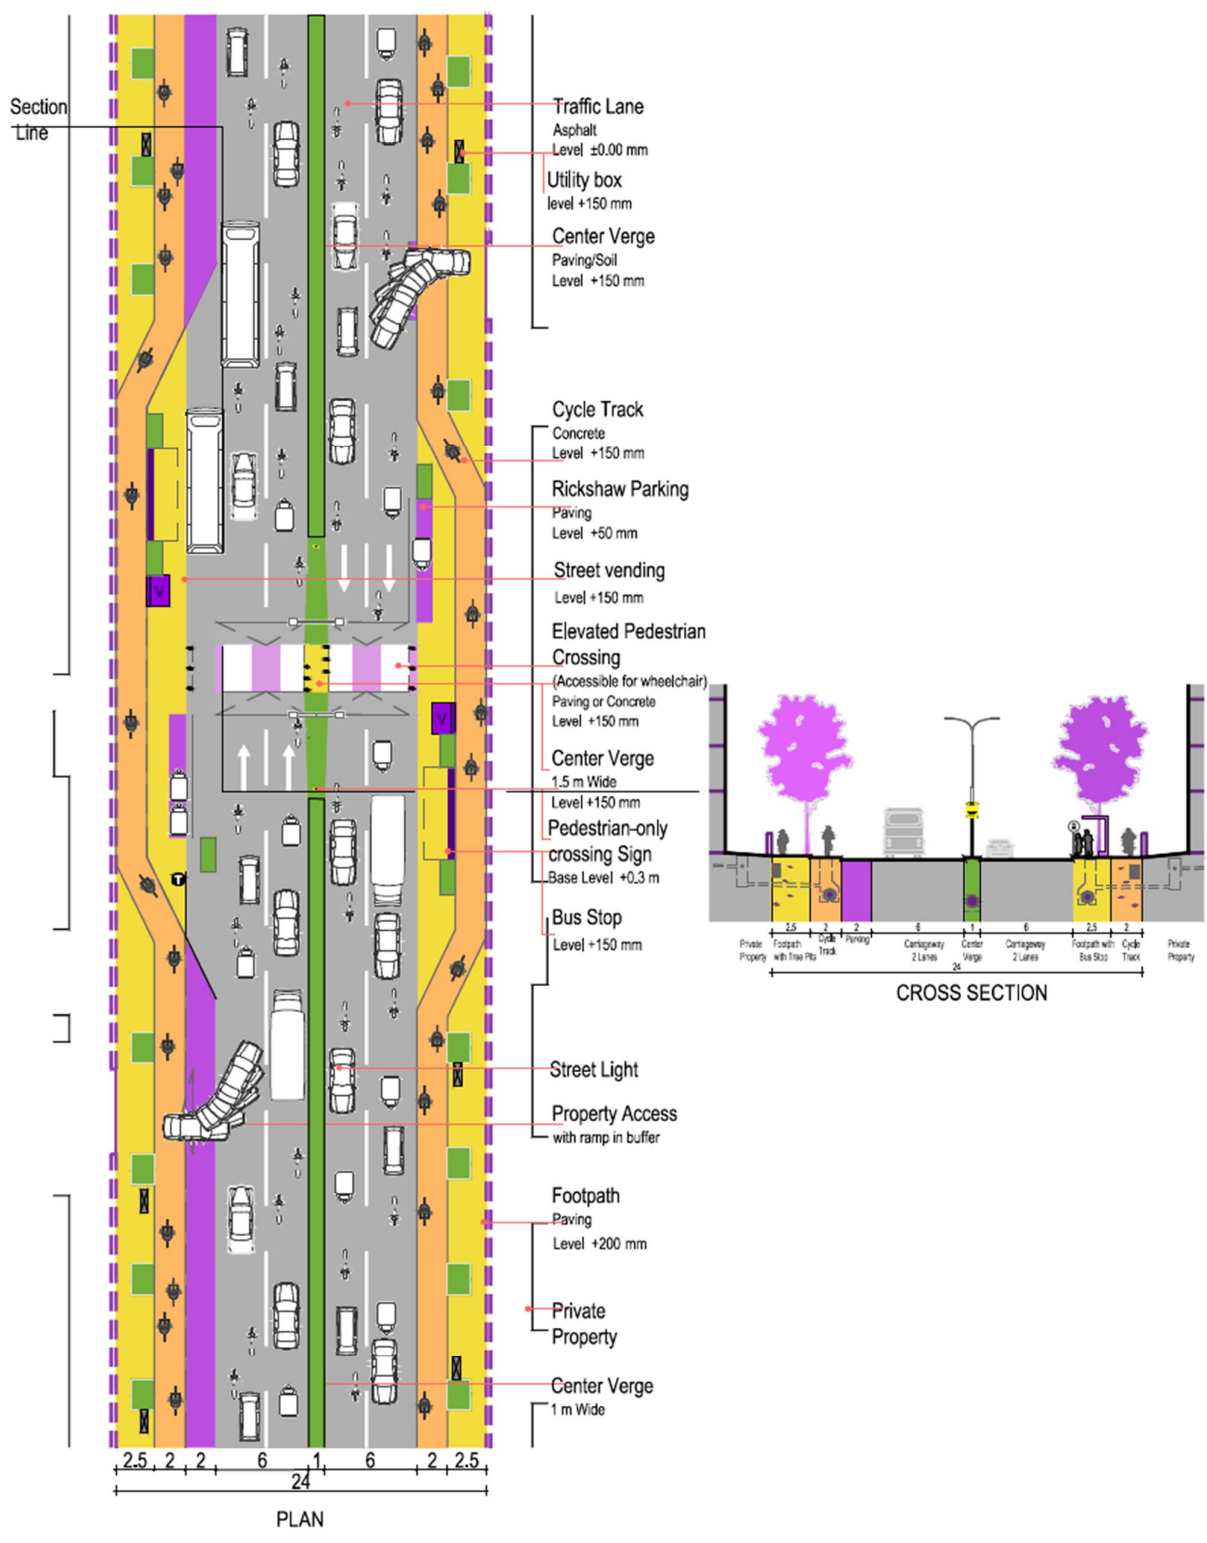 Section
Line
Traffic Lane
Asphalt
Level ±0.00 mm
Utility box
level +150 mm
Center Verge
Paving/Soil
Level +150 mm
Cycle Track
Concrete
Level +150 mm
Rickshaw Parking
Paving
Level +50 mm
Street vending
Level +150 mm
Elevated Pedestrian
Crossing
(Accessible for wheelchair)
Paving or Concrete
Level +150 mm
Center Verge
1.5 m Wide
Level +150 mm
Pedestrian-only
crossing Sign
Base Level +0.3 m
Bus Stop
Level +150 mm
Street Light
Property Access
with ramp in buffer
Footpath
Paving
Level +200 mm
Private
Property
Center Verge
1 m Wide
V
V
T
2.5 2 2 6 1 6 2 2.5
24
PLAN
2.5 2 2 6 1 6 2.5 2
Private Property
Footpath with Tree Pits
Cycle Track
Parking
Carriageway 2 Lanes
Center Verge
Carriageway 2 Lanes
Footpath with Bus Stop
Cycle Track
Private Property
24
CROSS SECTION